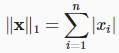 ‖𝐱‖₁ = ∑ᵢ₌₁ⁿ |xᵢ|